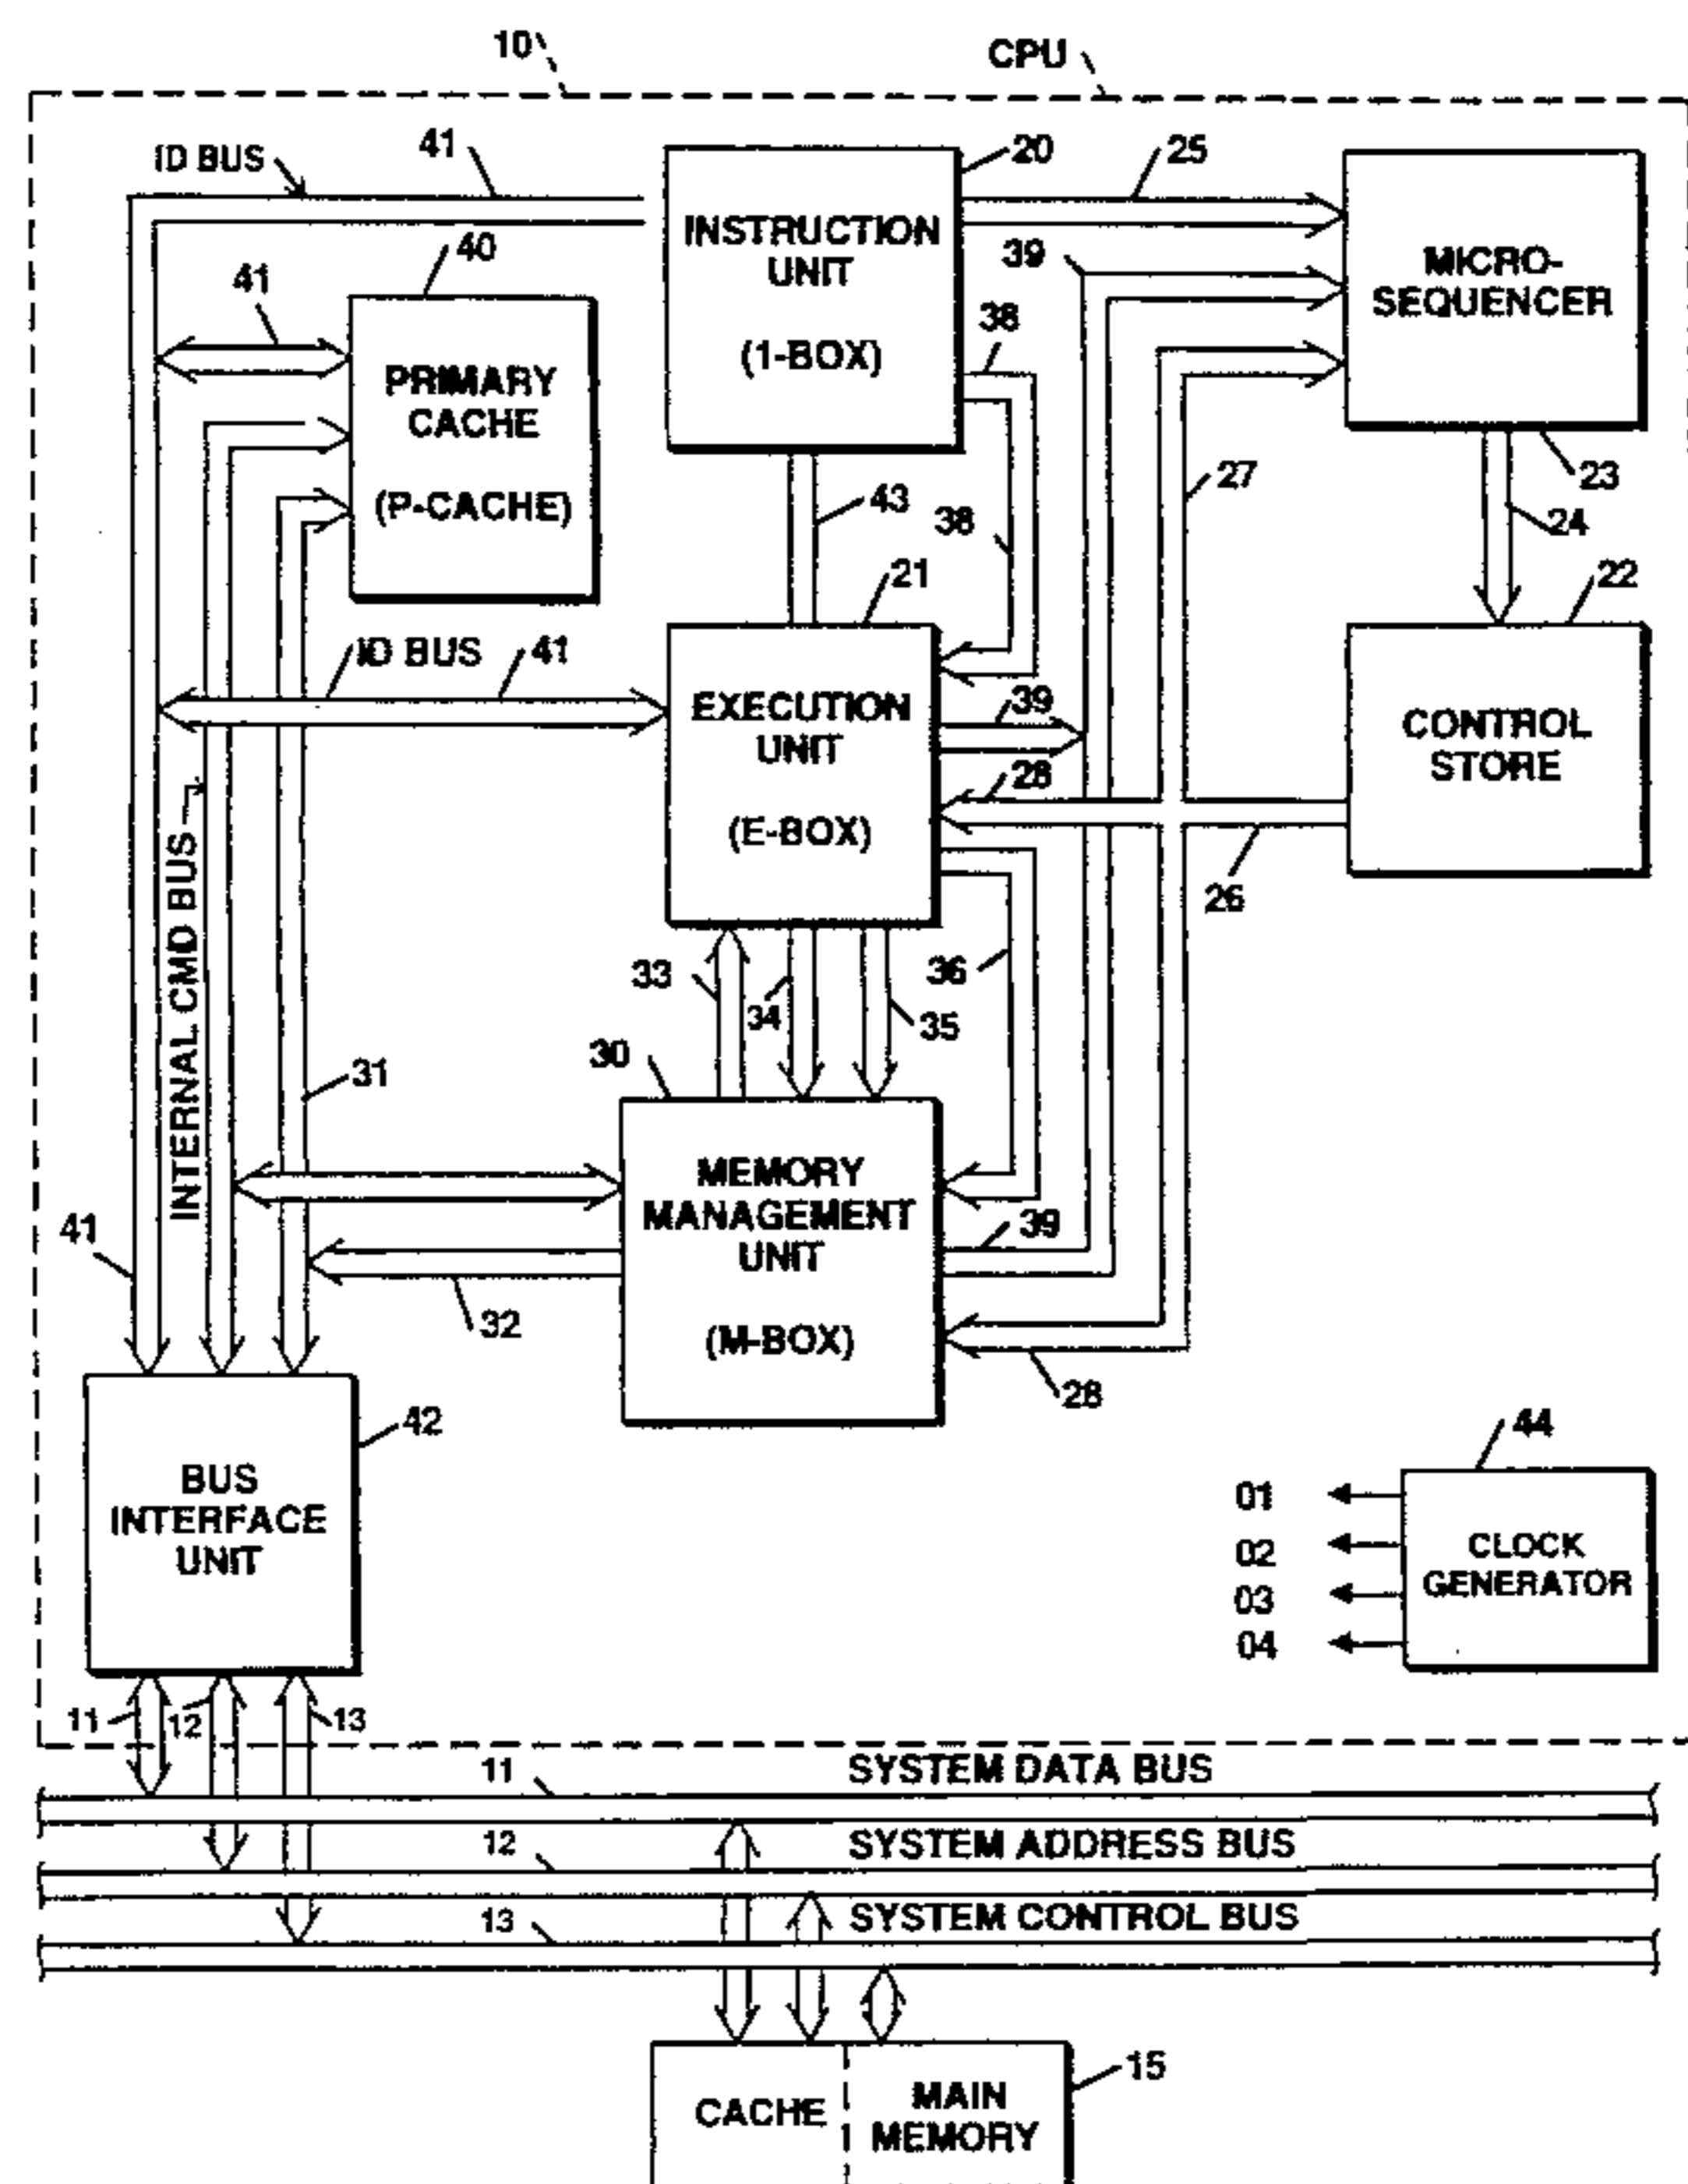 10
CPU
ID BUS
41
20
25
INSTRUCTION
UNIT
(1-BOX)
MICRO-
SEQUENCER
40
41
39
38
PRIMARY
CACHE
(P-CACHE)
43
38
27
23
24
21
22
ID BUS
41
EXECUTION
UNIT
(E-BOX)
39
28
CONTROL
STORE
26
INTERNAL CMD BUS
33
34
35
36
30
31
MEMORY
MANAGEMENT
UNIT
(M-BOX)
39
41
32
28
42
BUS
INTERFACE
UNIT
44
01
02
03
04
CLOCK
GENERATOR
11
12
13
11
SYSTEM DATA BUS
12
SYSTEM ADDRESS BUS
13
SYSTEM CONTROL BUS
15
CACHE
MAIN
MEMORY